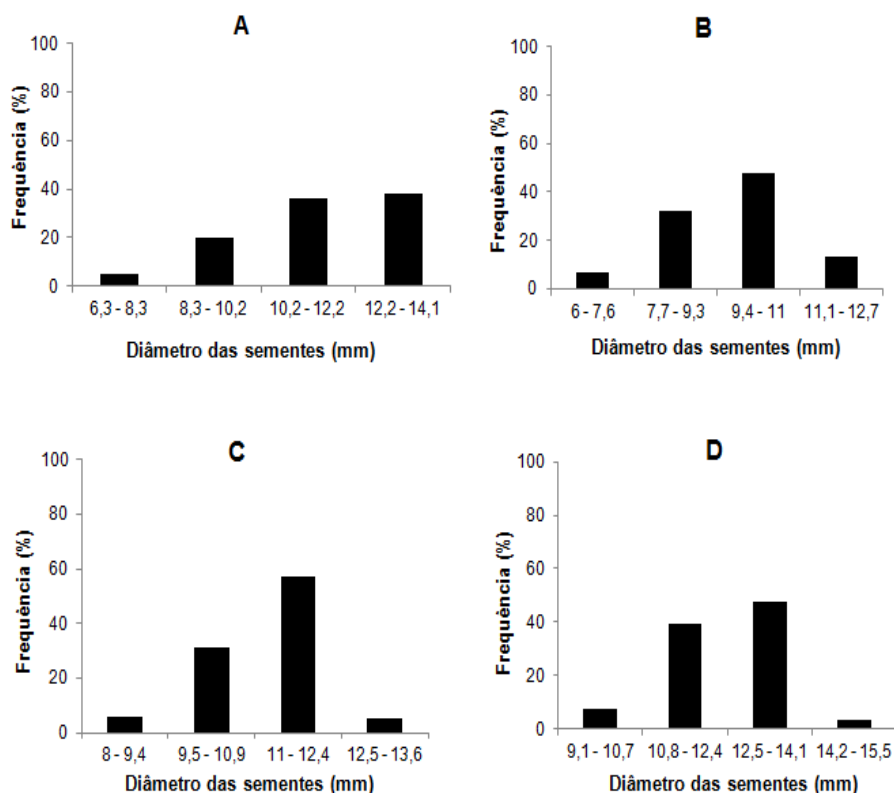 A
Frequència (%)
100
80
60
40
20
0
6,3 - 8,3 8,3 - 10,2 10,2 - 12,2 12,2 - 14,1
Diâmetro das sementes (mm)
B
Frequència (%)
100
80
60
40
20
0
6 - 7,6 7,7 - 9,3 9,4 - 11 11,1 - 12,7
Diâmetro das sementes (mm)
C
Frequència (%)
100
80
60
40
20
0
8 - 9,4 9,5 - 10,9 11 - 12,4 12,5 - 13,6
Diâmetro das sementes (mm)
D
Frequència (%)
100
80
60
40
20
0
9,1 - 10,7 10,8 - 12,4 12,5 - 14,1 14,2 - 15,5
Diâmetro das sementes (mm)